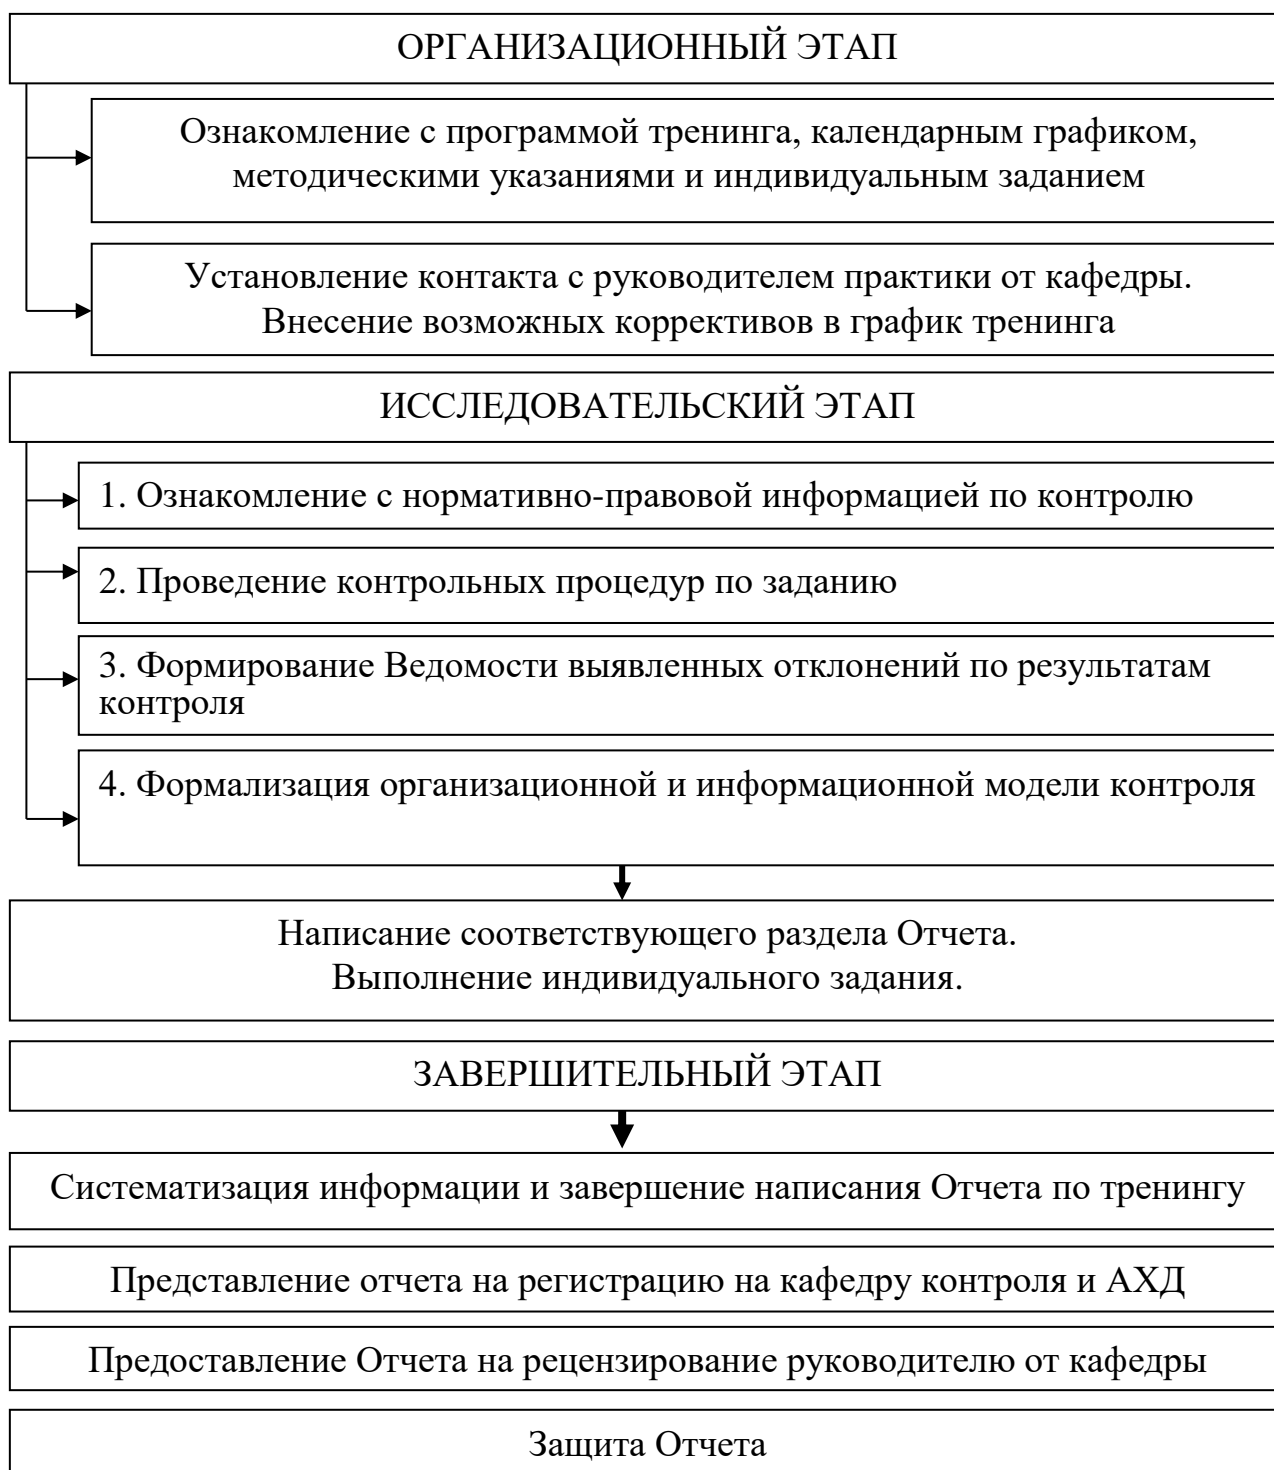 ОРГАНИЗАЦИОННЫЙ ЭТАП
Ознакомление с программой тренинга, календарным графиком,
методическими указаниями и индивидуальным заданием
Установление контакта с руководителем практики от кафедры.
Внесение возможных коррективов в график тренинга
ИССЛЕДОВАТЕЛЬСКИЙ ЭТАП
1. Ознакомление с нормативно-правовой информацией по контролю
2. Проведение контрольных процедур по заданию
3. Формирование Ведомости выявленных отклонений по результатам
контроля
4. Формализация организационной и информационной модели контроля
Написание соответствующего раздела Отчета.
Выполнение индивидуального задания.
ЗАВЕРШИТЕЛЬНЫЙ ЭТАП
Систематизация информации и завершение написания Отчета по тренингу
Представление отчета на регистрацию на кафедру контроля и АХД
Предоставление Отчета на рецензирование руководителю от кафедры
Защита Отчета